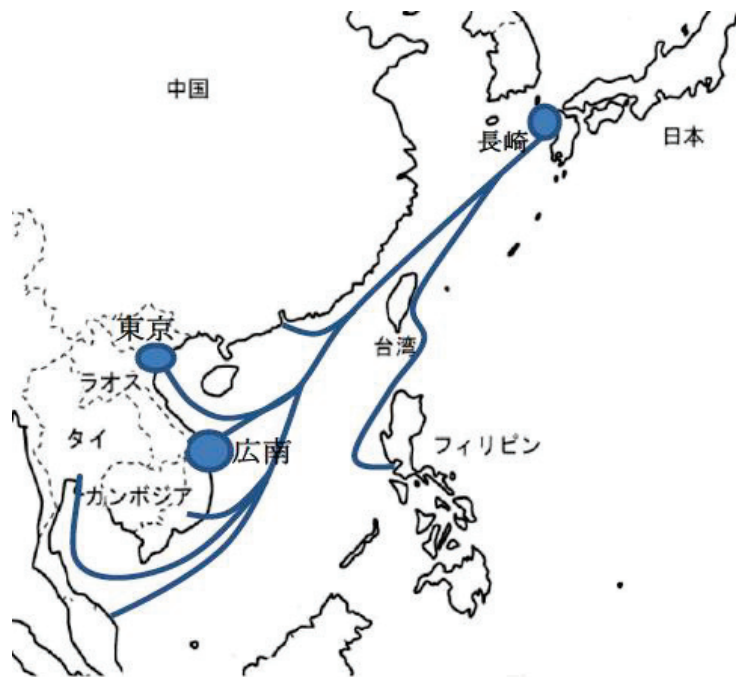 中国
長崎
日本
東京
台湾
ラオス
タイ
広南
フィリピン
カンボジア